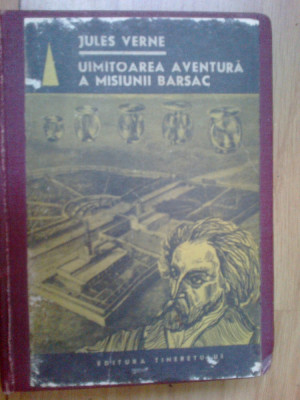 JULES VERNE
UIMITOAREA AVENTURĂ
A MISIUNII BARSAC
EDITURA TINERETULUI